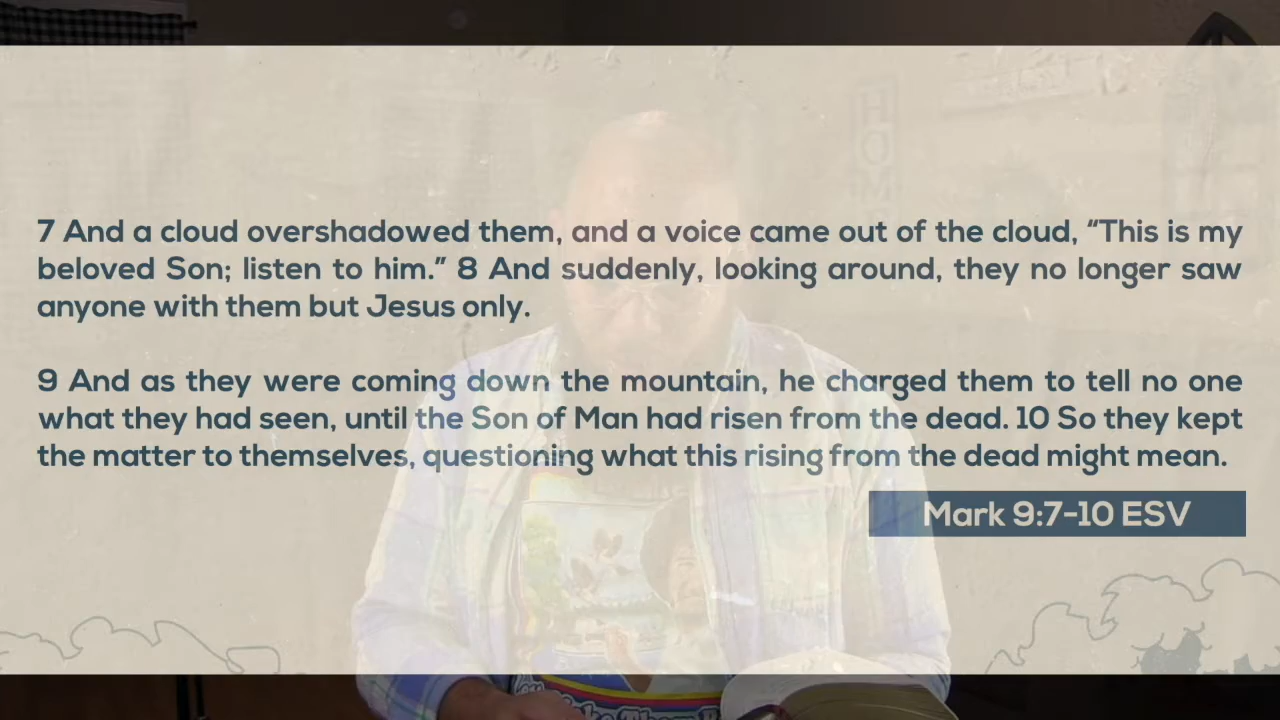 HOM
7 And a cloud overshadowed them, and a voice came out of the cloud, “This is my
beloved Son; listen to him.” 8 And suddenly, looking around, they no longer saw
anyone with them but Jesus only.
9 And as they were coming down the mountain, he charged them to tell no one
what they had seen, until the Son of Man had risen from the dead. 10 So they kept
the matter to themselves, questioning what this rising from the dead might mean.
Mark 9:7-10 ESV